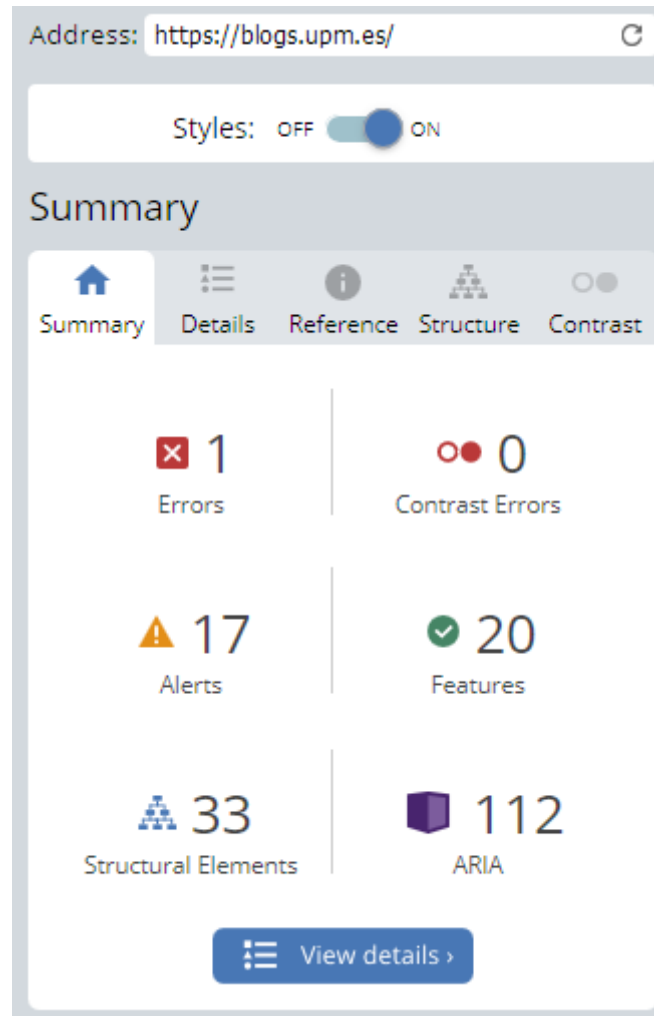 Address: https://blogs.upm.es/
Styles: OFF ON
Summary
Summary Details Reference Structure Contrast
1 0
Errors Contrast Errors
17 20
Alerts Features
33 112
Structural Elements ARIA
View details ›